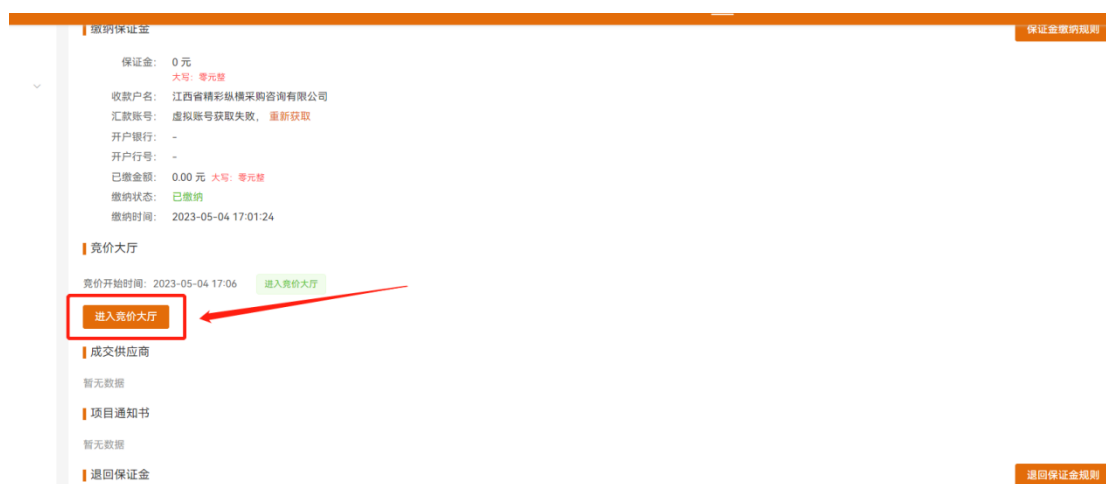 缴纳保证金
保证金缴纳规则
保证金： 0 元
大写：零元整
收款户名： 江西省精彩纵横采购咨询有限公司
汇款账号： 虚拟账号获取失败， 重新获取
开户银行： -
开户行号： -
已缴金额： 0.00 元 大写：零元整
缴纳状态： 已缴纳
缴纳时间： 2023-05-04 17:01:24
竞价大厅
竞价开始时间：2023-05-04 17:06 进入竞价大厅
进入竞价大厅
成交供应商
暂无数据
项目通知书
暂无数据
退回保证金
退回保证金规则